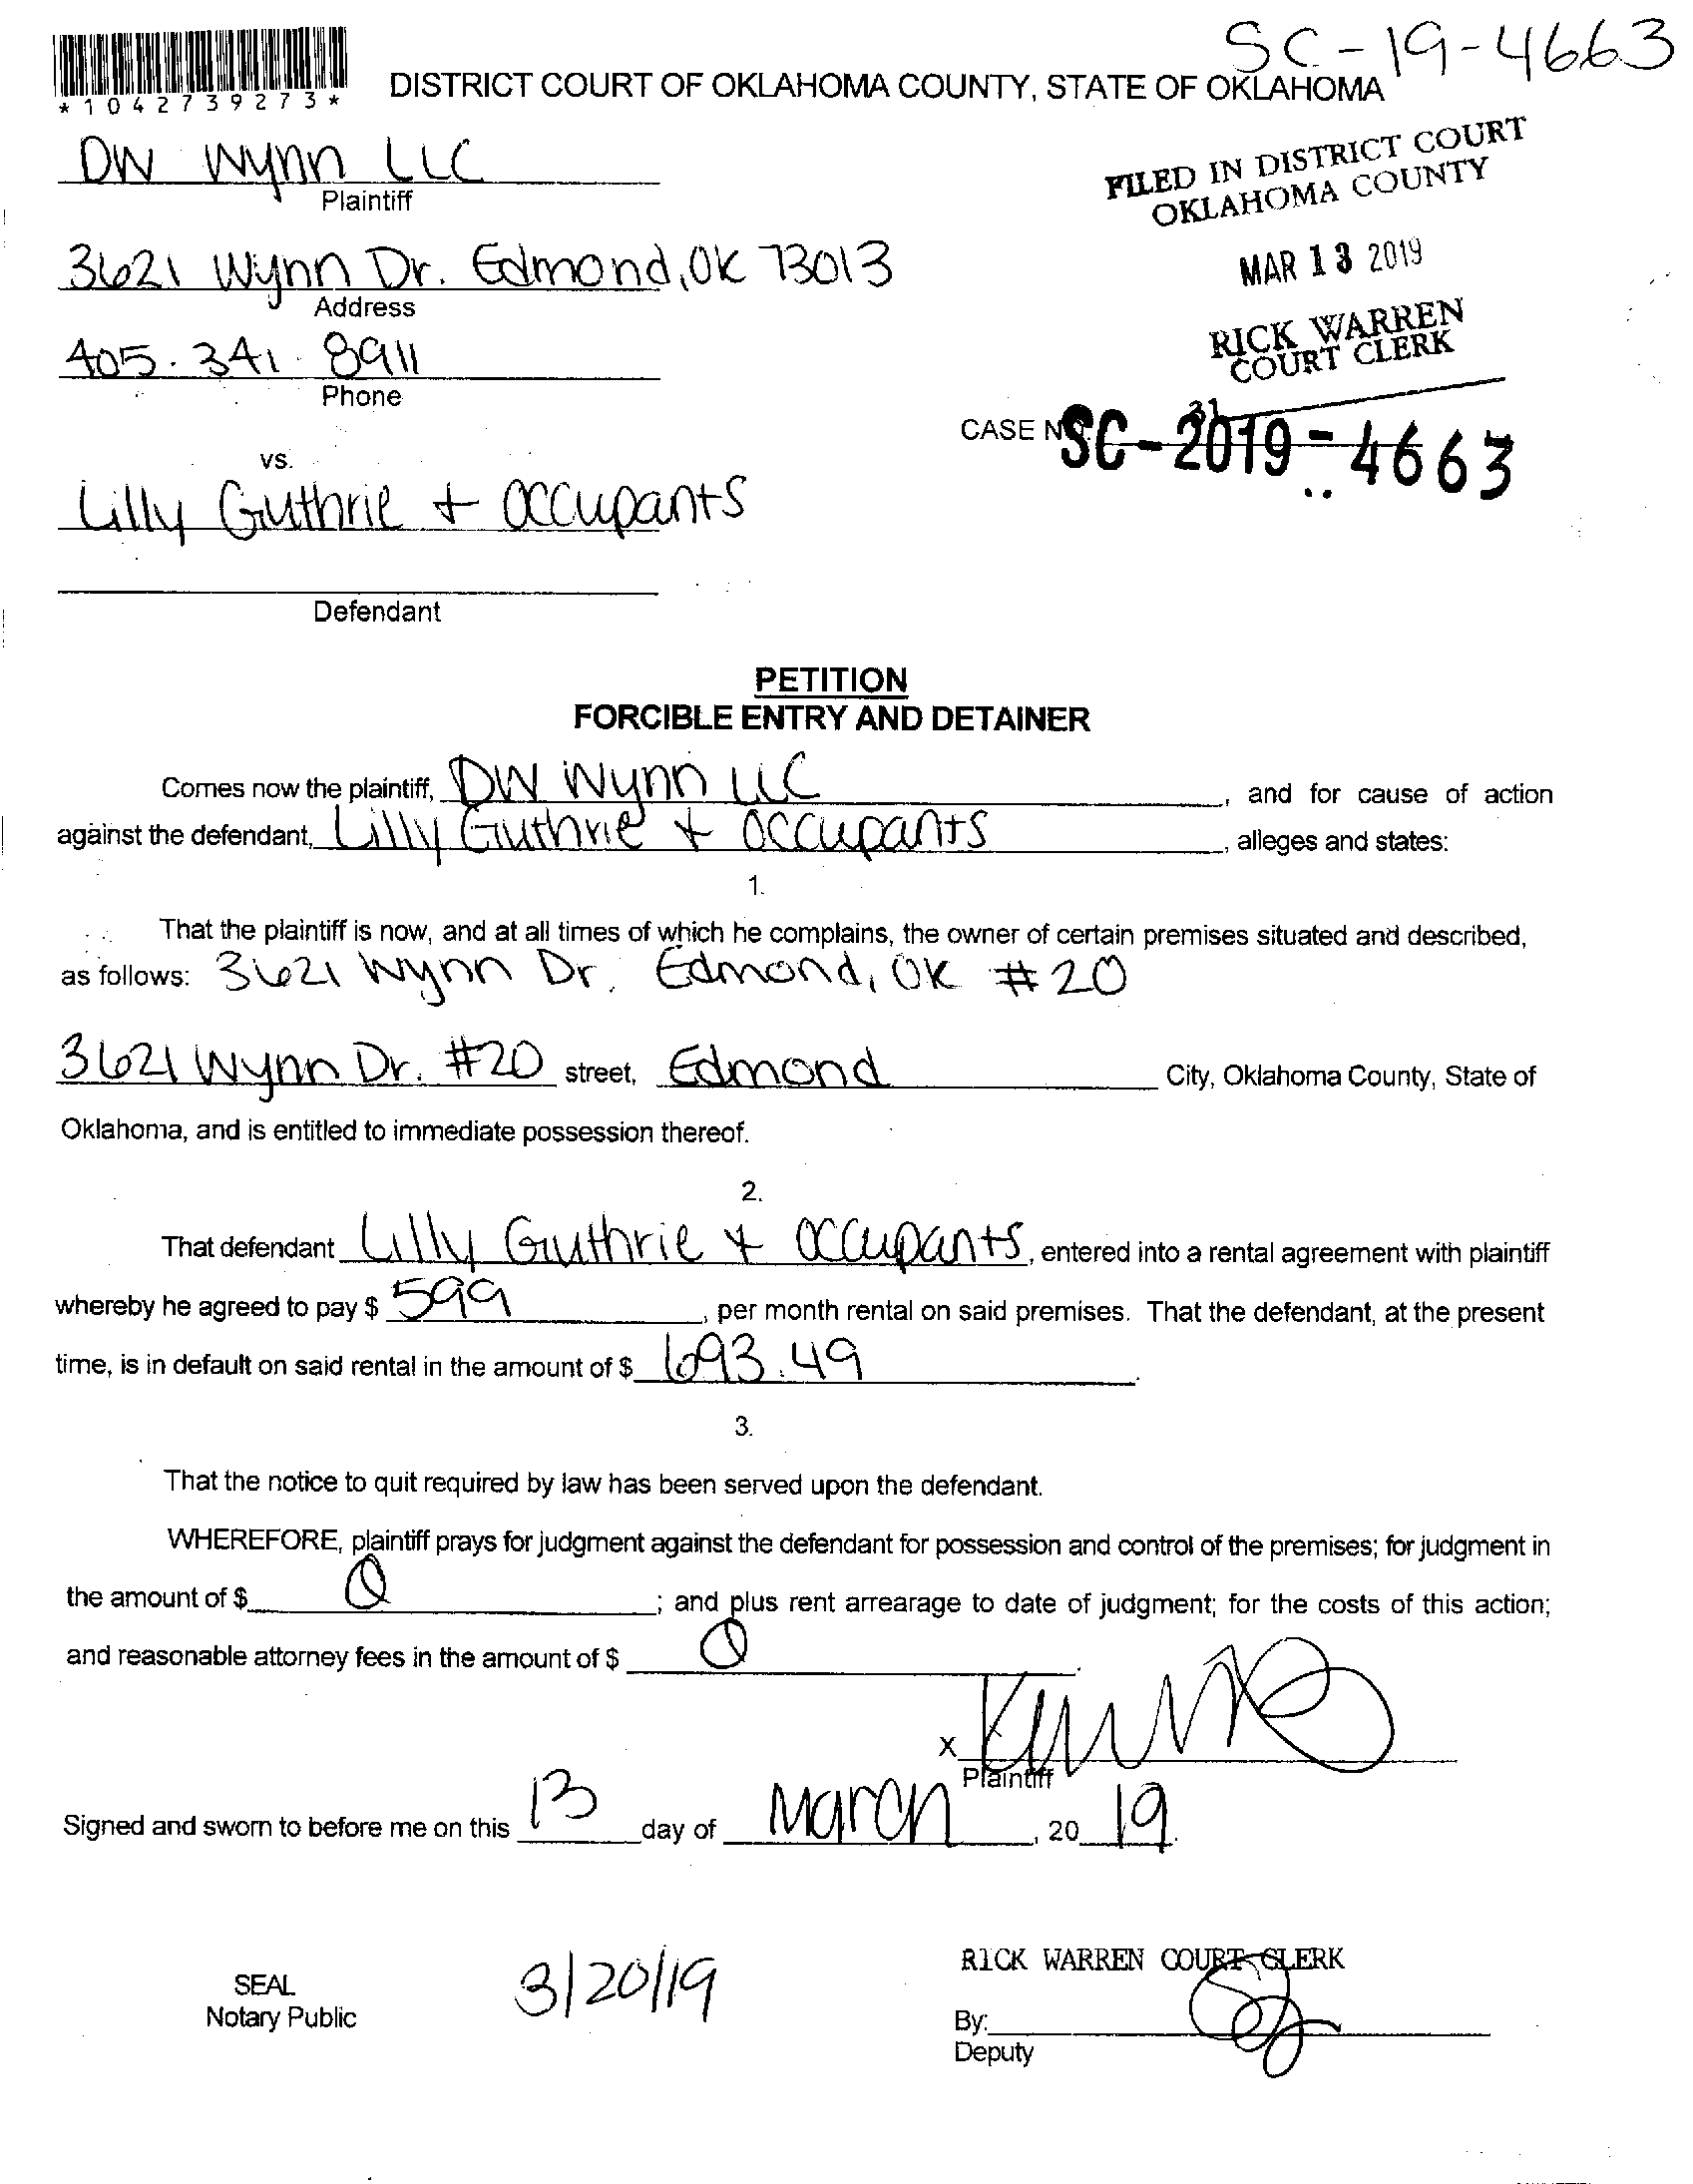 SC-19-4663
*1042739273*
DISTRICT COURT OF OKLAHOMA COUNTY, STATE OF OKLAHOMA
DW Wynn LLC
Plaintiff
FILED IN DISTRICT COURT
OKLAHOMA COUNTY
3621 Wynn Dr. Edmond, OK 73013
Address
MAR 13 2019
405.341.8911
Phone
RICK WARREN
COURT CLERK
31
CASE NO. SC-2019-4663
vs.
Lilly Guthrie + occupants
Defendant
PETITION
FORCIBLE ENTRY AND DETAINER
Comes now the plaintiff, DW Wynn LLC, and for cause of action
against the defendant, Lilly Guthrie + occupants, alleges and states:
1.
That the plaintiff is now, and at all times of which he complains, the owner of certain premises situated and described,
as follows: 3621 Wynn Dr. Edmond, OK #20
3621 Wynn Dr. #20 street, Edmond City, Oklahoma County, State of
Oklahoma, and is entitled to immediate possession thereof.
2.
That defendant Lilly Guthrie + occupants, entered into a rental agreement with plaintiff
whereby he agreed to pay $ 599, per month rental on said premises. That the defendant, at the present
time, is in default on said rental in the amount of $ 693.49.
3.
That the notice to quit required by law has been served upon the defendant.
WHEREFORE, plaintiff prays for judgment against the defendant for possession and control of the premises; for judgment in
the amount of $ 0; and plus rent arrearage to date of judgment; for the costs of this action;
and reasonable attorney fees in the amount of $ 0.
X
Plaintiff
Signed and sworn to before me on this 13 day of March, 20 19.
SEAL
Notary Public
3/20/19
RICK WARREN COURT CLERK
By:
Deputy